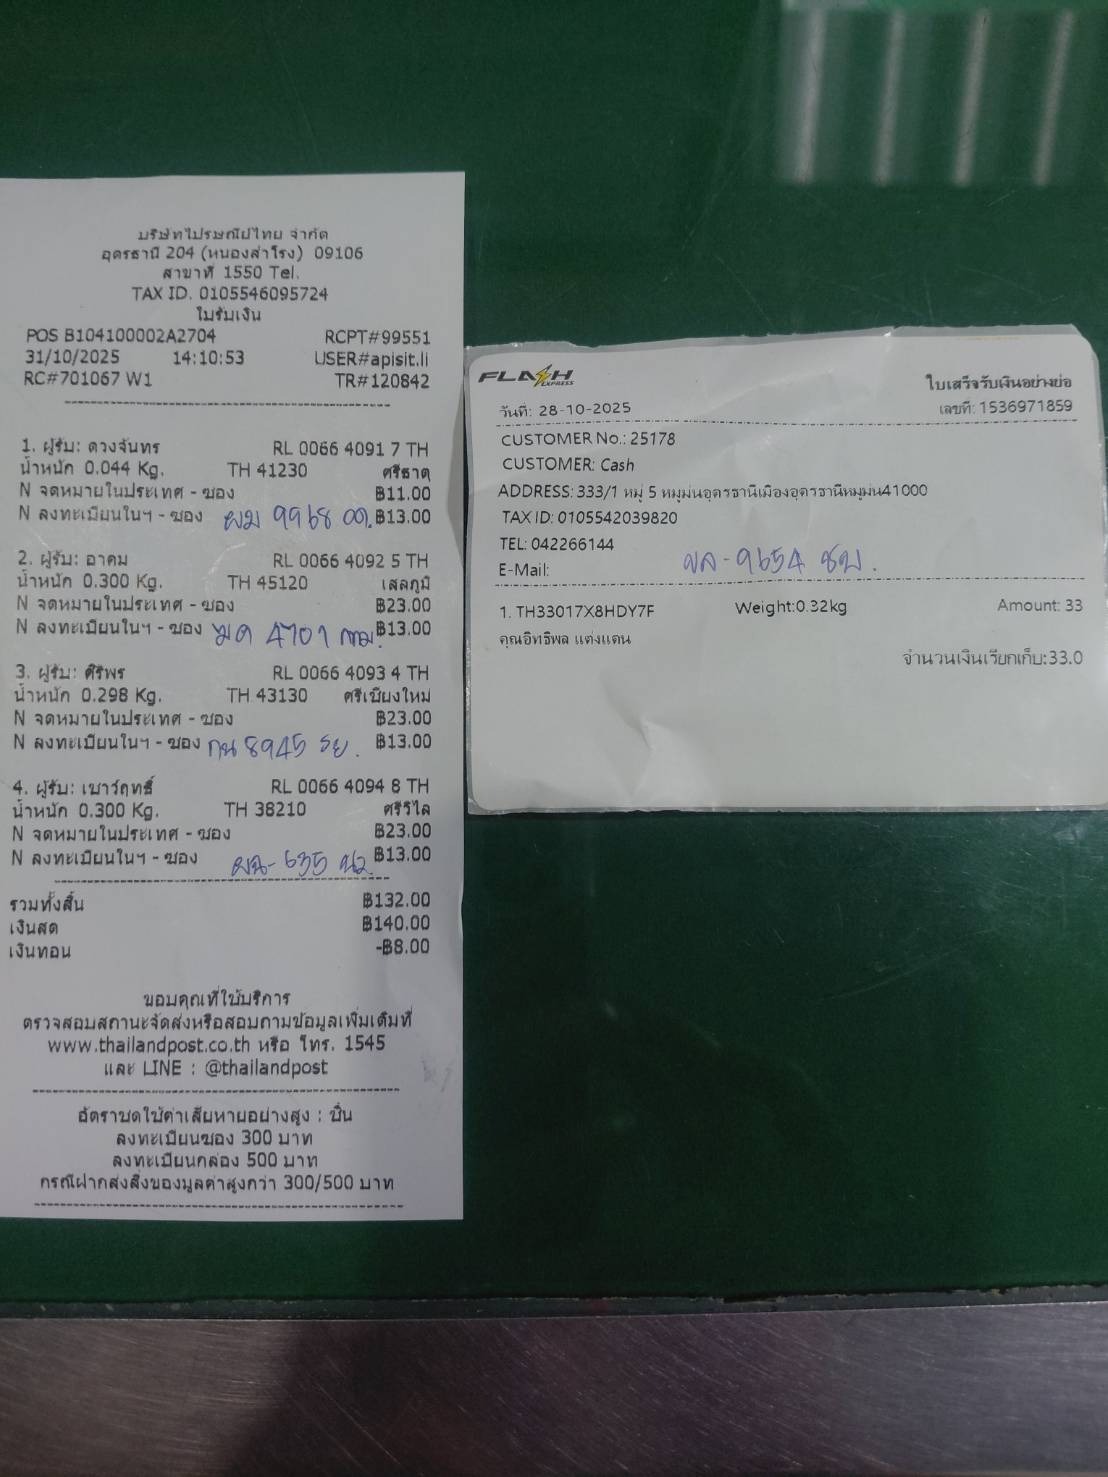 บริษัทไปรษณีย์ไทย จำกัด
อุดรธานี 204 (หนองสำโรง) 09106
สาขาที่ 1550 Tel.
TAX ID. 0105546095724
ใบรับเงิน
POS B104100002A2704 RCPT#99551
31/10/2025 14:10:53 USER#apisit.li
RC#701067 W1 TR#120842
1. ผู้รับ: ดวงจันทร RL 0066 4091 7 TH
น้ำหนัก 0.044 Kg. TH 41230 ศรีธาตุ
N จดหมายในประเทศ - ซอง ฿11.00
N ลงทะเบียนในฯ - ซอง ผม 9968 อด. ฿13.00
2. ผู้รับ: อาคม RL 0066 4092 5 TH
น้ำหนัก 0.300 Kg. TH 45120 เสลภูมิ
N จดหมายในประเทศ - ซอง ฿23.00
N ลงทะเบียนในฯ - ซอง 4701 กทม. ฿13.00
3. ผู้รับ: ศิริพร RL 0066 4093 4 TH
น้ำหนัก 0.298 Kg. TH 43130 ศรีเชียงใหม่
N จดหมายในประเทศ - ซอง ฿23.00
N ลงทะเบียนในฯ - ซอง กน 8945 รย. ฿13.00
4. ผู้รับ: เบาว์ฤทธิ์ RL 0066 4094 8 TH
น้ำหนัก 0.300 Kg. TH 38210 ศรีวิไล
N จดหมายในประเทศ - ซอง ฿23.00
N ลงทะเบียนในฯ - ซอง ผน- 635 ฿13.00
รวมทั้งสิ้น ฿132.00
เงินสด ฿140.00
เงินทอน -฿8.00
ขอบคุณที่ใช้บริการ
ตรวจสอบสถานะจัดส่งหรือสอบถามข้อมูลเพิ่มเติมที่
www.thailandpost.co.th หรือ โทร. 1545
และ LINE : @thailandpost
อัตราชดใช้ค่าเสียหายอย่างสูง : ชิ้น
ลงทะเบียนซอง 300 บาท
ลงทะเบียนกล่อง 500 บาท
กรณีฝากส่งสิ่งของมูลค่าสูงกว่า 300/500 บาท
FLASH EXPRESS
ใบเสร็จรับเงินอย่างย่อ
วันที่: 28-10-2025 เลขที่: 1536971859
CUSTOMER No.: 25178
CUSTOMER: Cash
ADDRESS: 333/1 หมู่ 5 หมูม่นอุดรธานีเมืองอุดรธานีหมูม่น41000
TAX ID: 0105542039820
TEL: 042266144
E-Mail: ผล - 9654 ชบ.
1. TH33017X8HDY7F Weight:0.32kg Amount: 33
คุณอิทธิพล แต่งแดน
จำนวนเงินเรียกเก็บ:33.0